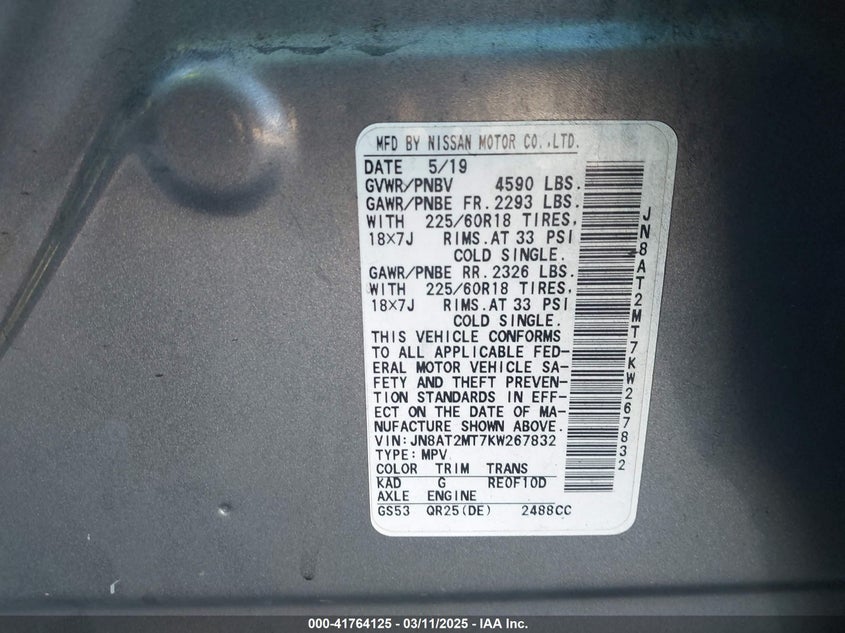 MFD BY NISSAN MOTOR CO.,LTD.
DATE 5/19
GVWR/PNBV 4590 LBS.
GAWR/PNBE FR.2293 LBS.
WITH 225/60R18 TIRES,
18×7J RIMS.AT 33 PSI
COLD SINGLE.
GAWR/PNBE RR.2326 LBS.
WITH 225/60R18 TIRES,
18×7J RIMS.AT 33 PSI
COLD SINGLE.
THIS VEHICLE CONFORMS
TO ALL APPLICABLE FED-
ERAL MOTOR VEHICLE SA-
FETY AND THEFT PREVEN-
TION STANDARDS IN EFF-
ECT ON THE DATE OF MA-
NUFACTURE SHOWN ABOVE.
VIN:JN8AT2MT7KW267832
TYPE:MPV
COLOR TRIM TRANS
KAD G RE0F10D
AXLE ENGINE
GS53 QR25(DE) 2488CC
JN8AT2MT7KW267832
000-41764125 - 03/11/2025 - IAA Inc.